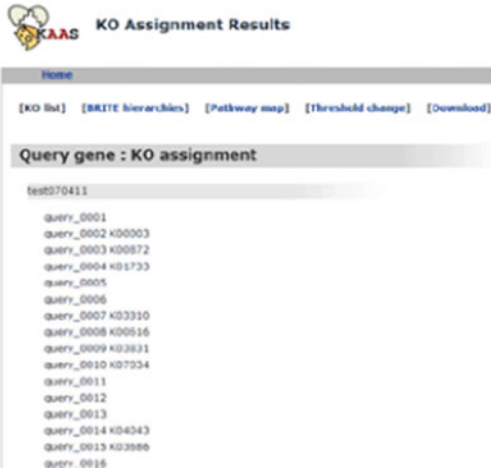 KAAS KO Assignment Results
Home
[KO list] [BRITE hierarchies] [Pathway map] [Threshold change] [Download]
Query gene : KO assignment
test070411
query_0001
query_0002 K00003
query_0003 K00872
query_0004 K01733
query_0005
query_0006
query_0007 K03310
query_0008 K00616
query_0009 K03831
query_0010 K07034
query_0011
query_0012
query_0013
query_0014 K04043
query_0015 K03686
query_0016